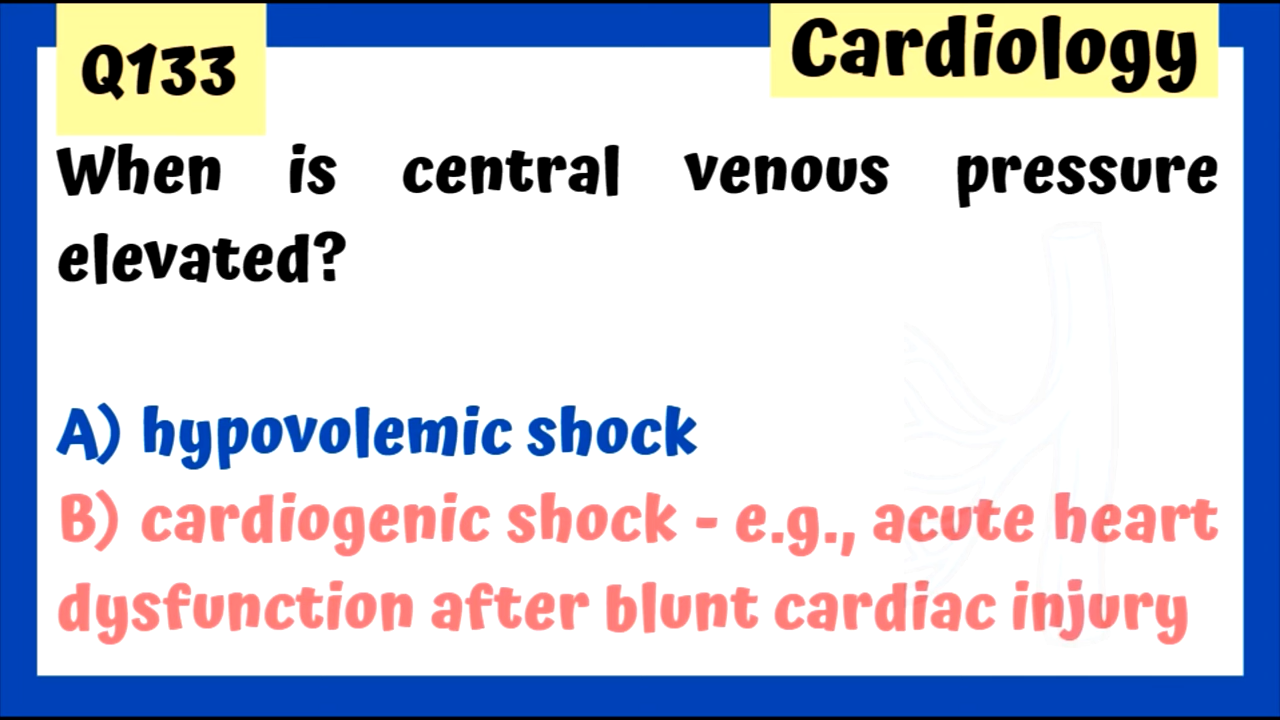 Q133
Cardiology
When is central venous pressure
elevated?
A) hypovolemic shock
B) cardiogenic shock - e.g., acute heart
dysfunction after blunt cardiac injury